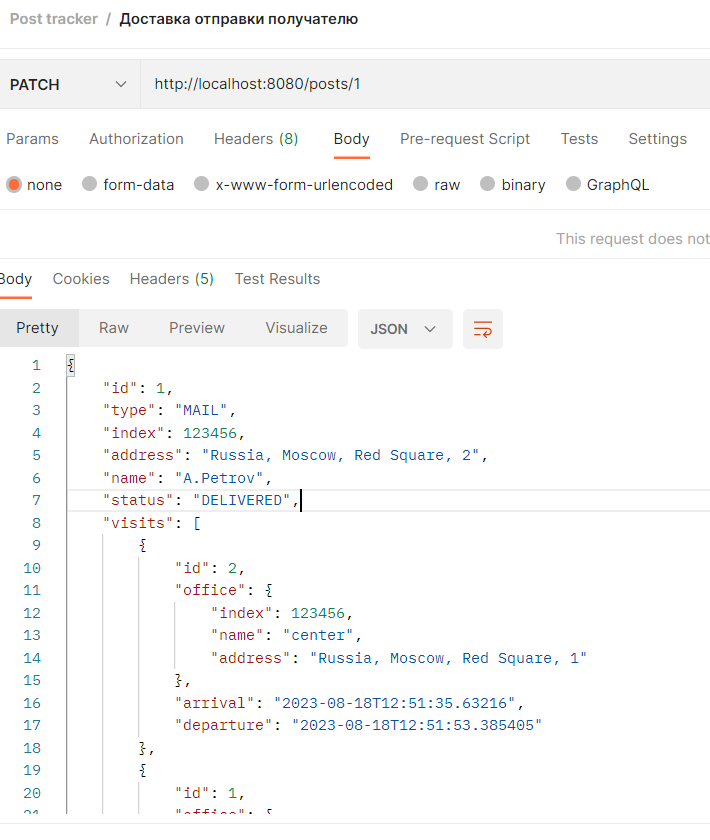 Post tracker / Доставка отправки получателю
PATCH http://localhost:8080/posts/1
Params Authorization Headers (8) Body Pre-request Script Tests Settings
none form-data x-www-form-urlencoded raw binary GraphQL
This request does not
Body Cookies Headers (5) Test Results
Pretty Raw Preview Visualize JSON
1 {
2 "id": 1,
3 "type": "MAIL",
4 "index": 123456,
5 "address": "Russia, Moscow, Red Square, 2",
6 "name": "A.Petrov",
7 "status": "DELIVERED",
8 "visits": [
9 {
10 "id": 2,
11 "office": {
12 "index": 123456,
13 "name": "center",
14 "address": "Russia, Moscow, Red Square, 1"
15 },
16 "arrival": "2023-08-18T12:51:35.63216",
17 "departure": "2023-08-18T12:51:53.385405"
18 },
19 {
20 "id": 1,
21 "office": {